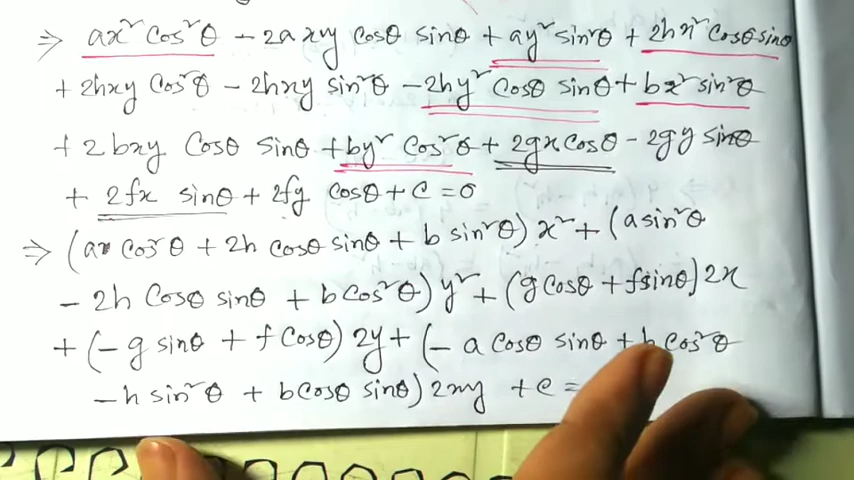 ⇒ ax² cos²θ - 2axy cosθ sinθ + ay² sin²θ + 2hx² cosθ sinθ
+ 2hxy cos²θ - 2hxy sin²θ - 2hy² cosθ sinθ + bx² sin²θ
+ 2bxy cosθ sinθ + by² cos²θ + 2gx cosθ - 2gy sinθ
+ 2fx sinθ + 2fy cosθ + c = 0
⇒ (a cos²θ + 2h cosθ sinθ + b sin²θ) x² + (a sin²θ
- 2h cosθ sinθ + b cos²θ) y² + (g cosθ + f sinθ) 2x
+ (- g sinθ + f cosθ) 2y + (- a cosθ sinθ + h cos²θ
- h sin²θ + b cosθ sinθ) 2xy + c =